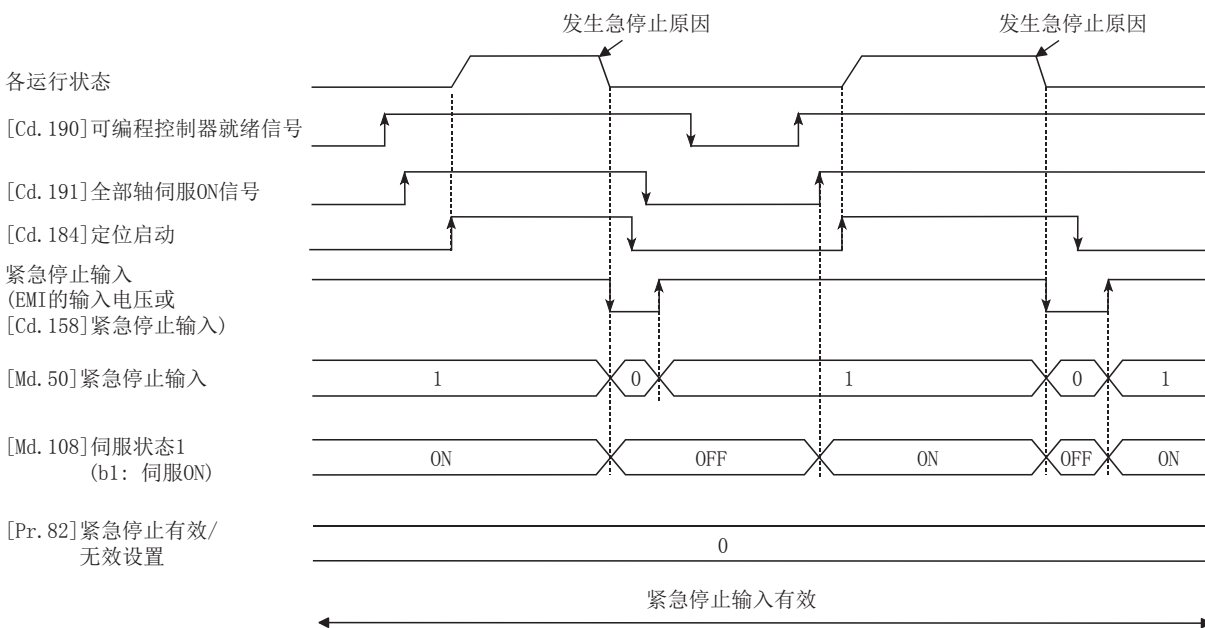 发生急停止原因
发生急停止原因
各运行状态
[Cd.190]可编程控制器就绪信号
[Cd.191]全部轴伺服ON信号
[Cd.184]定位启动
紧急停止输入
(EMI的输入电压或
[Cd.158]紧急停止输入)
[Md.50]紧急停止输入
1
0
1
0
1
[Md.108]伺服状态1
(b1: 伺服ON)
ON
OFF
ON
OFF
ON
[Pr.82]紧急停止有效/
无效设置
0
紧急停止输入有效